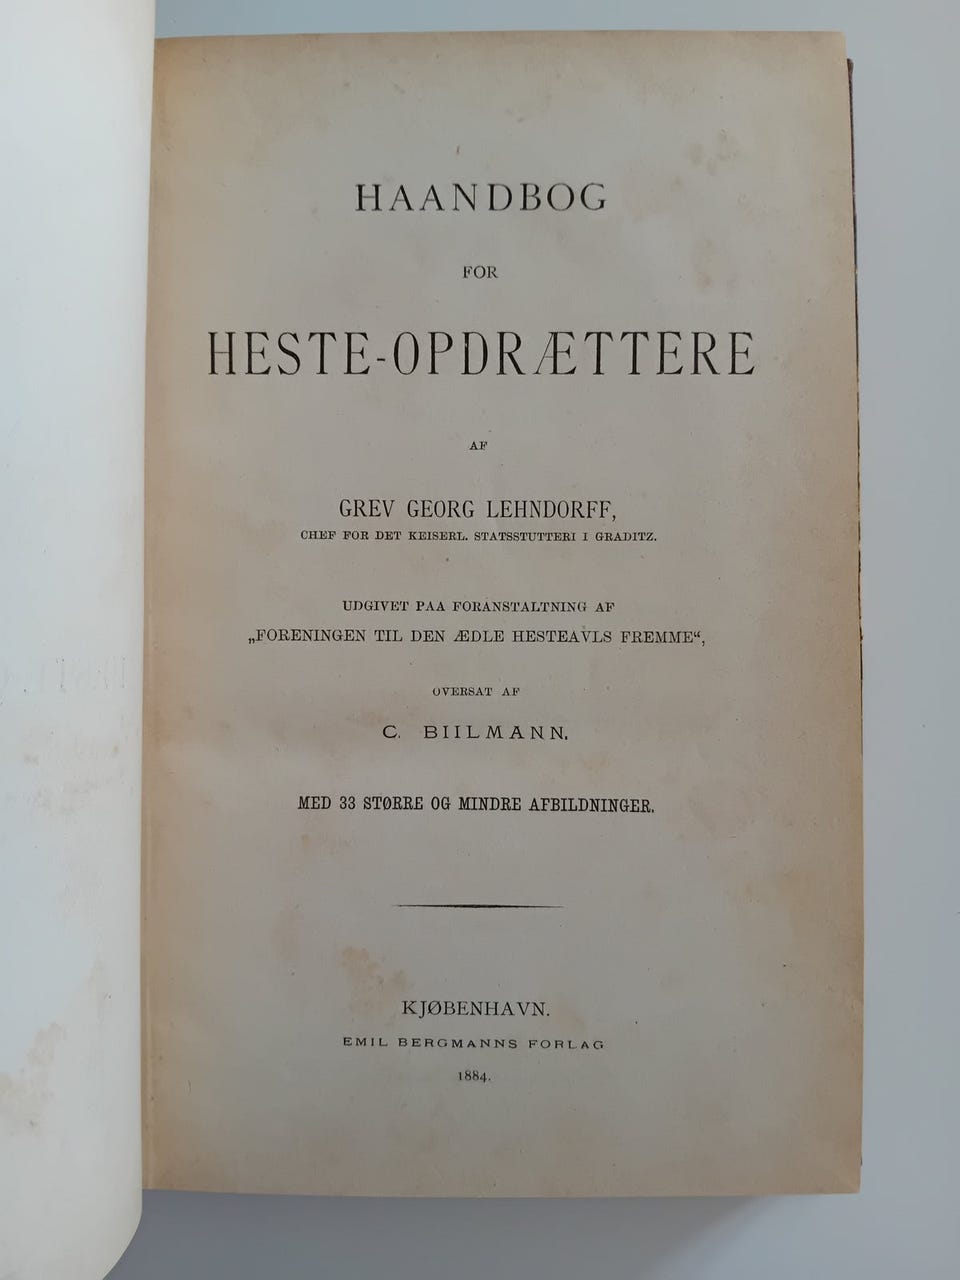 HAANDBOG
FOR
HESTE-OPDRÆTTERE
AF
GREV GEORG LEHNDORFF,
CHEF FOR DET KEISERL. STATSSTUTTERI I GRADITZ.
UDGIVET PAA FORANSTALTNING AF
„FORENINGEN TIL DEN ÆDLE HESTEAVLS FREMME“,
OVERSAT AF
C. BIILMANN.
MED 33 STØRRE OG MINDRE AFBILDNINGER.
KJØBENHAVN.
EMIL BERGMANNS FORLAG
1884.